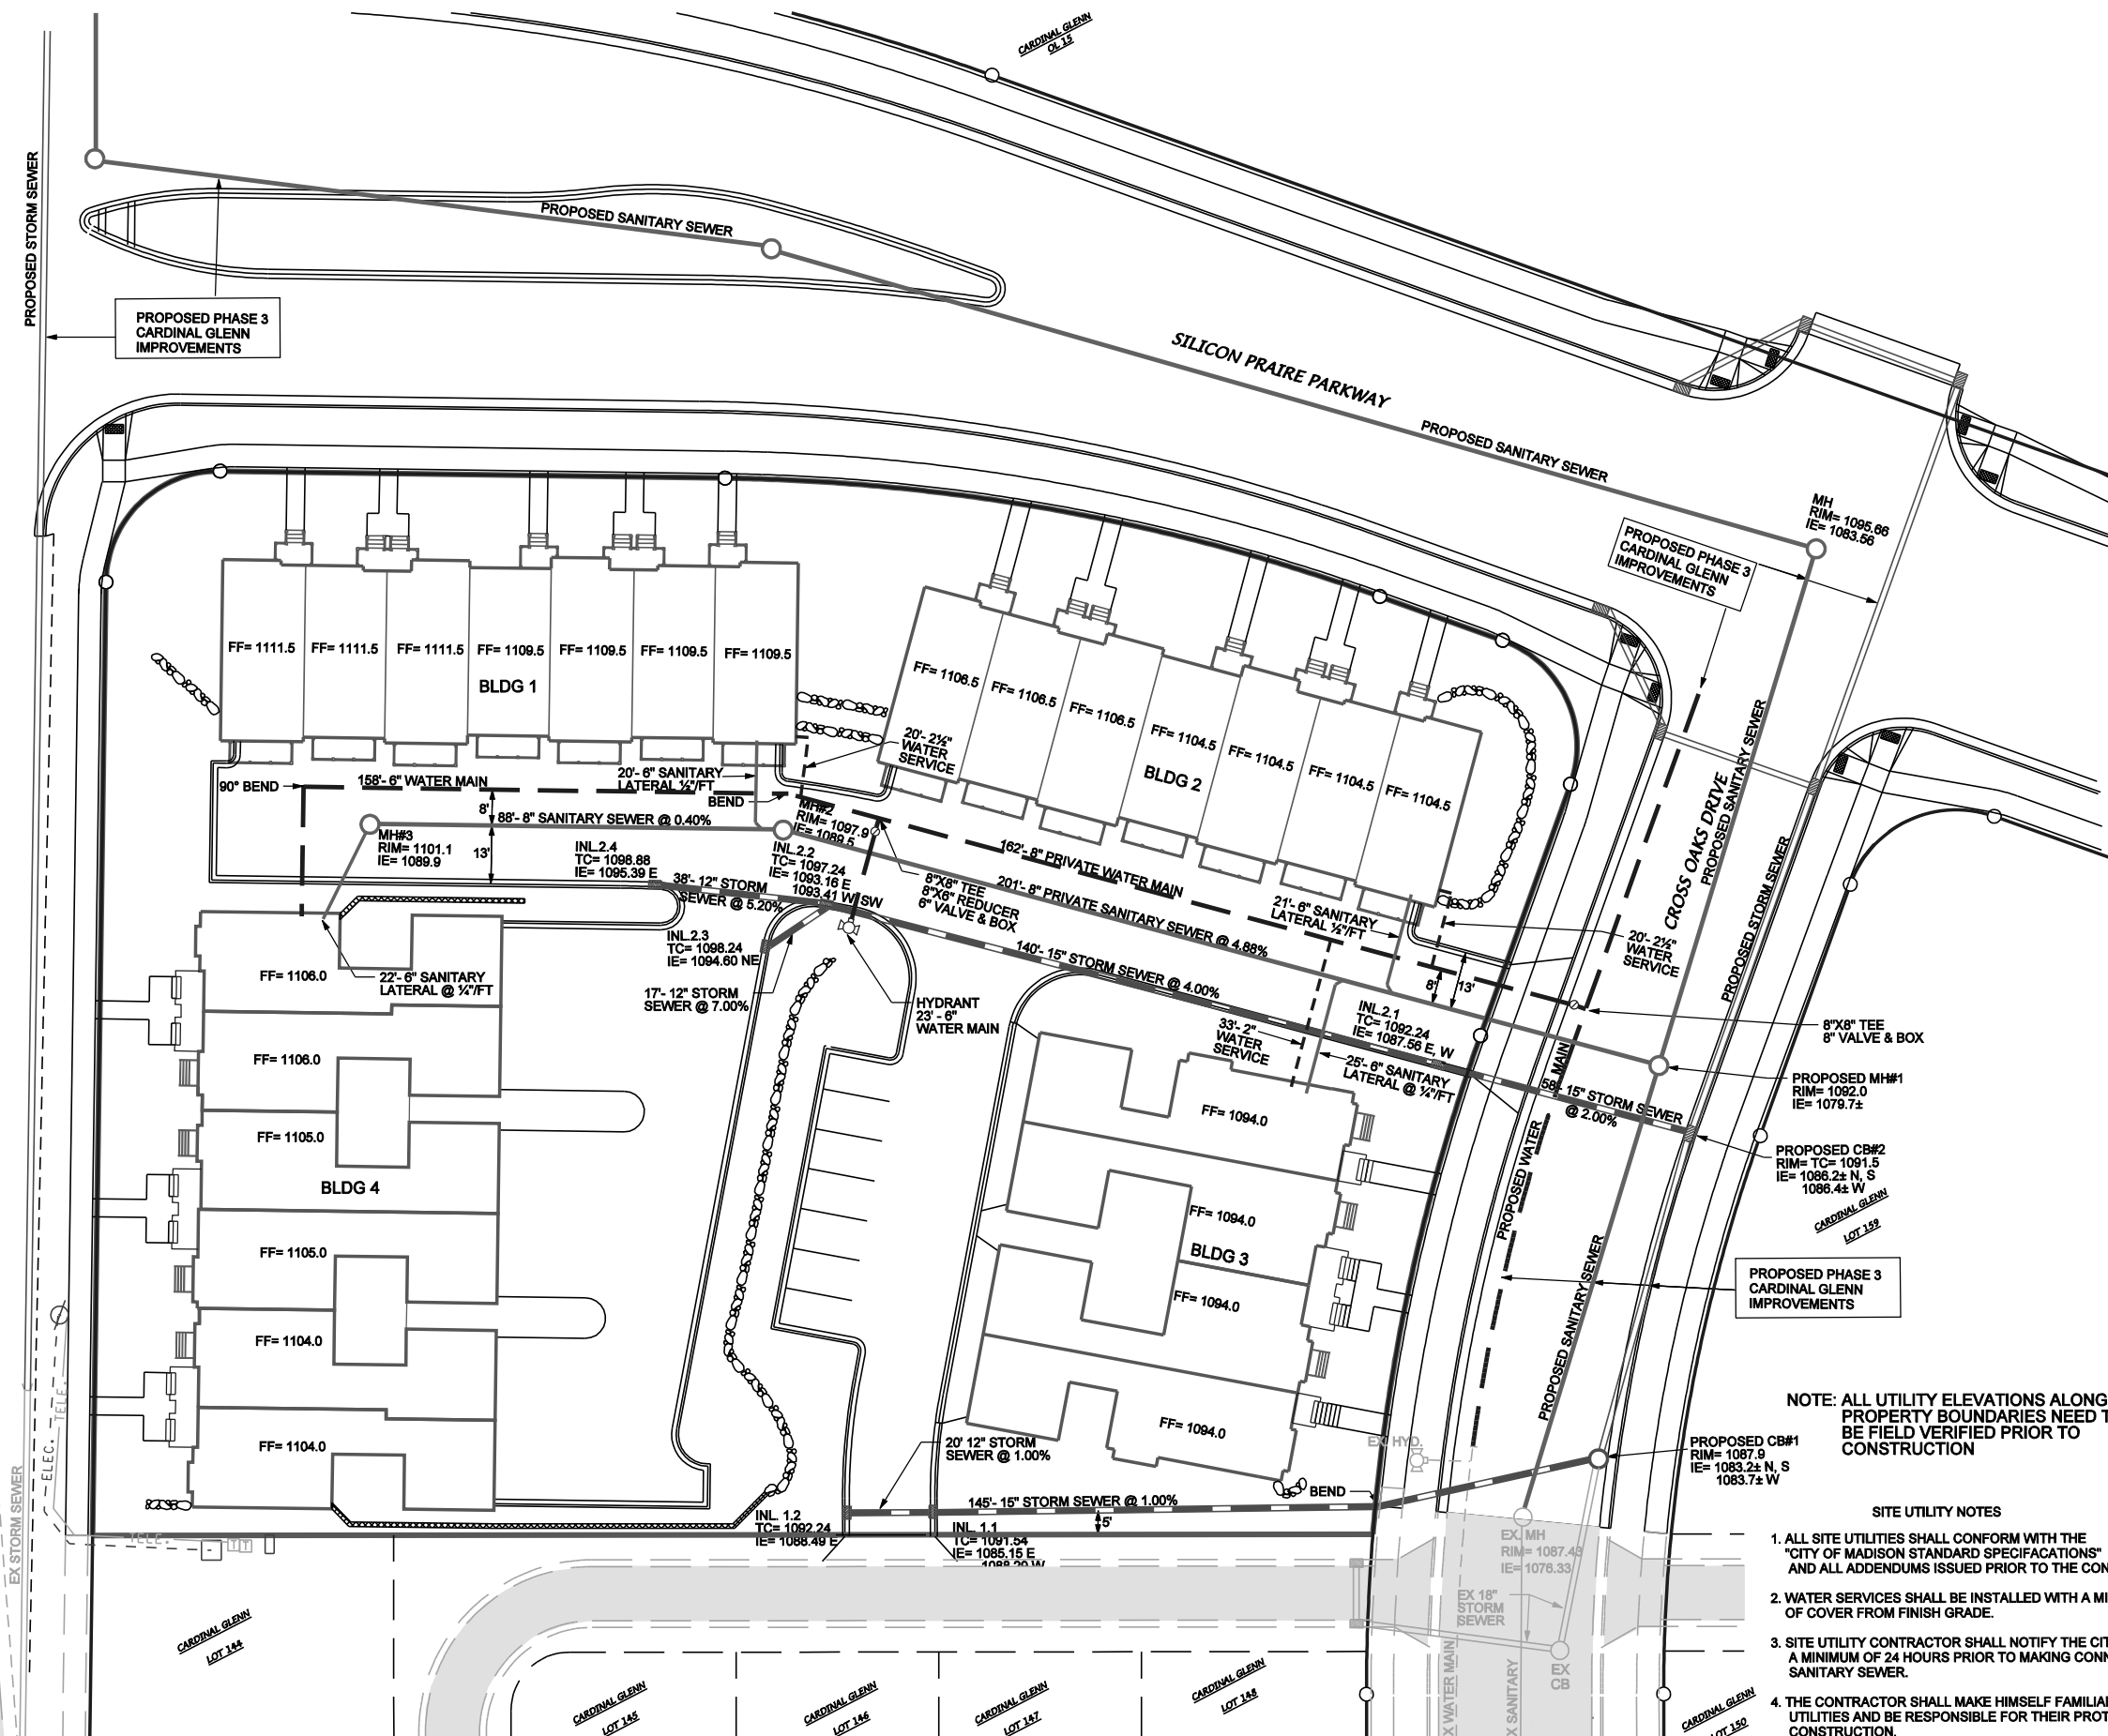 CARDINAL GLENN
OL 15
PROPOSED STORM SEWER
PROPOSED SANITARY SEWER
PROPOSED PHASE 3
CARDINAL GLENN
IMPROVEMENTS
SILICON PRAIRE PARKWAY
PROPOSED SANITARY SEWER
MH
RIM= 1095.66
IE= 1083.56
PROPOSED PHASE 3
CARDINAL GLENN
IMPROVEMENTS
FF= 1111.5
FF= 1111.5
FF= 1111.5
FF= 1109.5
FF= 1109.5
FF= 1109.5
FF= 1109.5
BLDG 1
FF= 1106.5
FF= 1106.5
FF= 1106.5
FF= 1104.5
FF= 1104.5
FF= 1104.5
FF= 1104.5
BLDG 2
20'- 2½"
WATER
SERVICE
90° BEND
158'- 6" WATER MAIN
20'- 6" SANITARY
LATERAL ½"/FT
BEND
8'
88'- 8" SANITARY SEWER @ 0.40%
MH#2
RIM= 1097.9
IE= 1089.5
MH#3
RIM= 1101.1
IE= 1089.9
13'
INL.2.4
TC= 1098.88
IE= 1095.39 E
INL.2.2
TC= 1097.24
IE= 1093.16 E
1093.41 W, SW
38'- 12" STORM
SEWER @ 5.20%
8"X8" TEE
8"X6" REDUCER
6" VALVE & BOX
162'- 8" PRIVATE WATER MAIN
201'- 8" PRIVATE SANITARY SEWER @ 4.88%
21'- 6" SANITARY
LATERAL ½"/FT
20'- 2½"
WATER
SERVICE
CROSS OAKS DRIVE
PROPOSED SANITARY SEWER
PROPOSED STORM SEWER
INL.2.3
TC= 1098.24
IE= 1094.60 NE
140'- 15" STORM SEWER @ 4.00%
8'
13'
17'- 12" STORM
SEWER @ 7.00%
22'- 6" SANITARY
LATERAL @ ¼"/FT
HYDRANT
23' - 6"
WATER MAIN
33'- 2"
WATER
SERVICE
INL.2.1
TC= 1092.24
IE= 1087.56 E, W
25'- 6" SANITARY
LATERAL @ ¼"/FT
8"X8" TEE
8" VALVE & BOX
PROPOSED MH#1
RIM= 1092.0
IE= 1079.7±
58'- 15" STORM SEWER
@ 2.00%
PROPOSED CB#2
RIM= TC= 1091.5
IE= 1086.2± N, S
1086.4± W
CARDINAL GLENN
LOT 159
FF= 1106.0
FF= 1106.0
FF= 1105.0
BLDG 4
FF= 1105.0
FF= 1104.0
FF= 1104.0
FF= 1094.0
FF= 1094.0
BLDG 3
FF= 1094.0
FF= 1094.0
PROPOSED WATER MAIN
PROPOSED SANITARY SEWER
PROPOSED PHASE 3
CARDINAL GLENN
IMPROVEMENTS
NOTE: ALL UTILITY ELEVATIONS ALONG
PROPERTY BOUNDARIES NEED T
BE FIELD VERIFIED PRIOR TO
CONSTRUCTION
PROPOSED CB#1
RIM= 1087.9
IE= 1083.2± N, S
1083.7± W
EX. HYD.
20' 12" STORM
SEWER @ 1.00%
145'- 15" STORM SEWER @ 1.00%
BEND
5'
INL. 1.2
TC= 1092.24
IE= 1088.49 E
INL. 1.1
TC= 1091.54
IE= 1085.15 E
EX. MH
RIM= 1087.43
IE= 1076.33
EX 18"
STORM
SEWER
EX
CB
EX STORM SEWER
ELEC.
TELE.
TELE.
T T
SITE UTILITY NOTES
1. ALL SITE UTILITIES SHALL CONFORM WITH THE
"CITY OF MADISON STANDARD SPECIFACATIONS"
AND ALL ADDENDUMS ISSUED PRIOR TO THE CON
2. WATER SERVICES SHALL BE INSTALLED WITH A MI
OF COVER FROM FINISH GRADE.
3. SITE UTILITY CONTRACTOR SHALL NOTIFY THE CIT
A MINIMUM OF 24 HOURS PRIOR TO MAKING CONN
SANITARY SEWER.
4. THE CONTRACTOR SHALL MAKE HIMSELF FAMILIA
UTILITIES AND BE RESPONSIBLE FOR THEIR PROT
CONSTRUCTION.
CARDINAL GLENN
LOT 144
CARDINAL GLENN
LOT 145
CARDINAL GLENN
LOT 146
CARDINAL GLENN
LOT 147
CARDINAL GLENN
LOT 148
X WATER MAIN
X SANITARY
CARDINAL GLENN
LOT 150